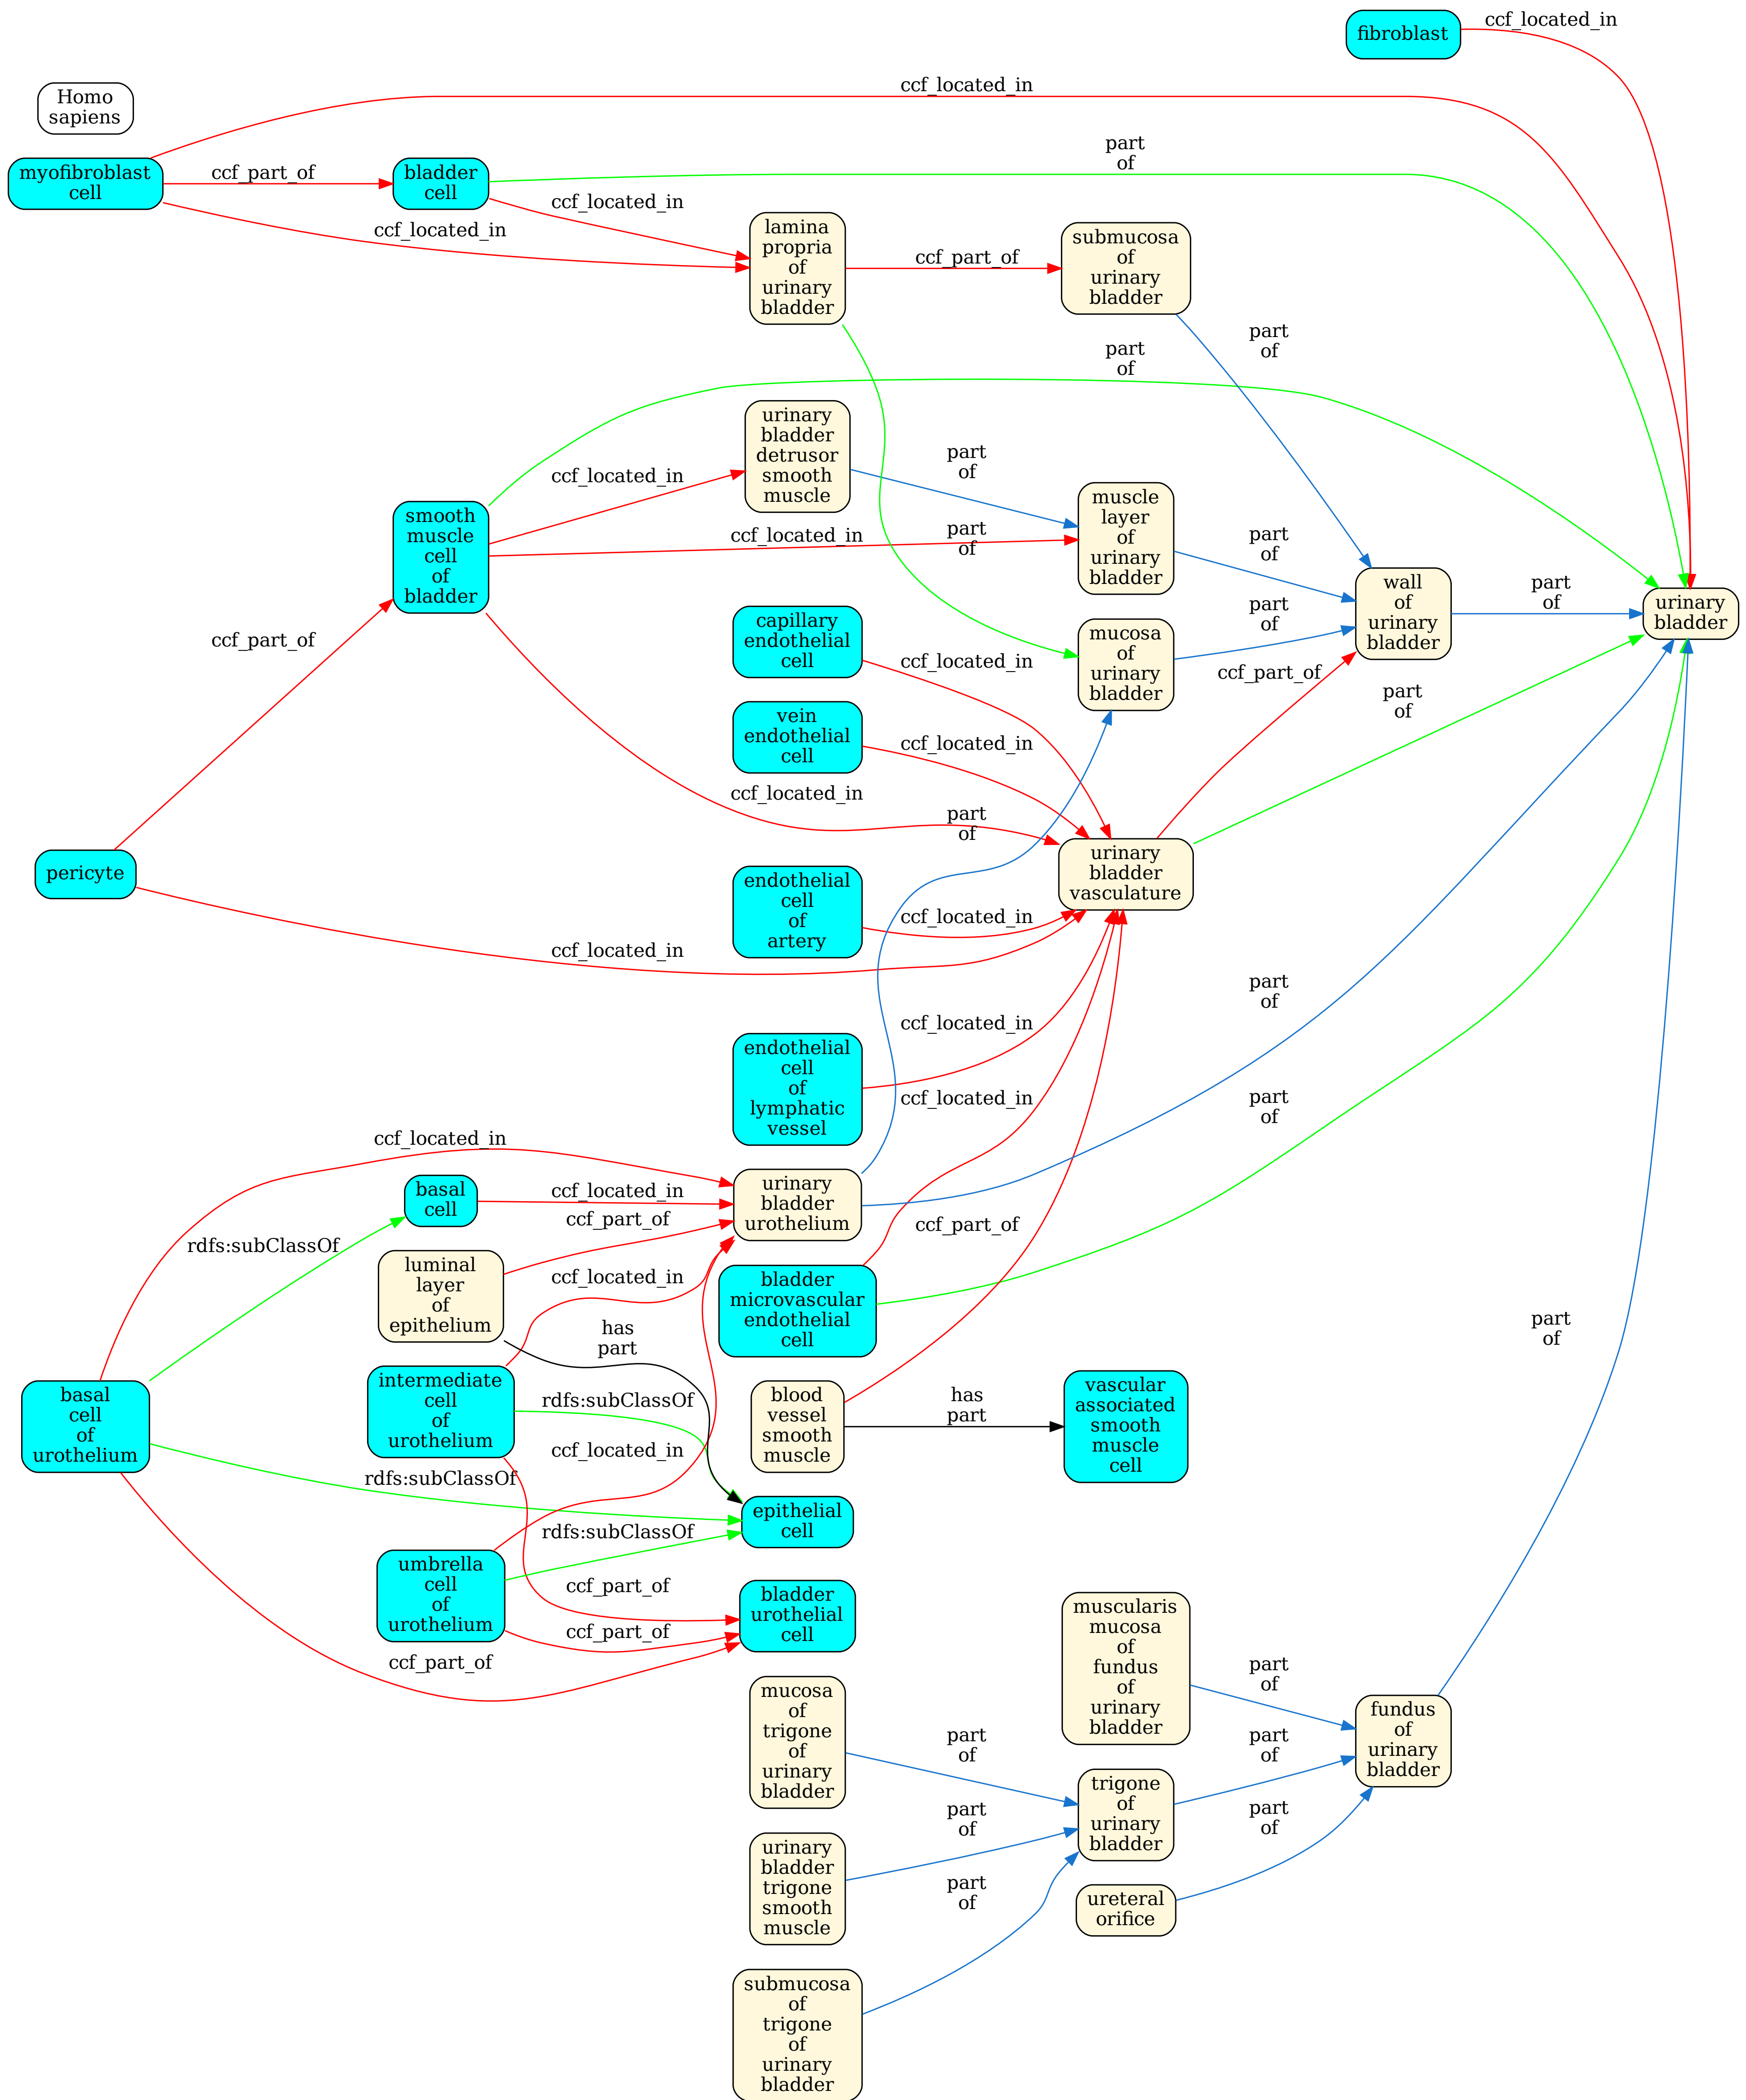 fibroblast
ccf_located_in
Homo
sapiens
ccf_located_in
myofibroblast
cell
ccf_part_of
bladder
cell
part
of
ccf_located_in
ccf_located_in
lamina
propria
of
urinary
bladder
ccf_part_of
submucosa
of
urinary
bladder
part
of
part
of
urinary
bladder
detrusor
smooth
muscle
part
of
ccf_located_in
smooth
muscle
cell
of
bladder
ccf_located_in
part
of
muscle
layer
of
urinary
bladder
part
of
wall
of
urinary
bladder
part
of
urinary
bladder
ccf_part_of
capillary
endothelial
cell
ccf_located_in
mucosa
of
urinary
bladder
part
of
ccf_part_of
part
of
vein
endothelial
cell
ccf_located_in
ccf_located_in
part
of
urinary
bladder
vasculature
pericyte
endothelial
cell
of
artery
ccf_located_in
ccf_located_in
part
of
endothelial
cell
of
lymphatic
vessel
ccf_located_in
ccf_located_in
part
of
ccf_located_in
basal
cell
ccf_located_in
urinary
bladder
urothelium
ccf_part_of
ccf_part_of
rdfs:subClassOf
luminal
layer
of
epithelium
ccf_located_in
bladder
microvascular
endothelial
cell
has
part
part
of
basal
cell
of
urothelium
intermediate
cell
of
urothelium
rdfs:subClassOf
blood
vessel
smooth
muscle
has
part
vascular
associated
smooth
muscle
cell
ccf_located_in
rdfs:subClassOf
epithelial
cell
rdfs:subClassOf
umbrella
cell
of
urothelium
ccf_part_of
bladder
urothelial
cell
ccf_part_of
ccf_part_of
muscularis
mucosa
of
fundus
of
urinary
bladder
part
of
fundus
of
urinary
bladder
mucosa
of
trigone
of
urinary
bladder
part
of
trigone
of
urinary
bladder
part
of
urinary
bladder
trigone
smooth
muscle
part
of
part
of
ureteral
orifice
part
of
submucosa
of
trigone
of
urinary
bladder